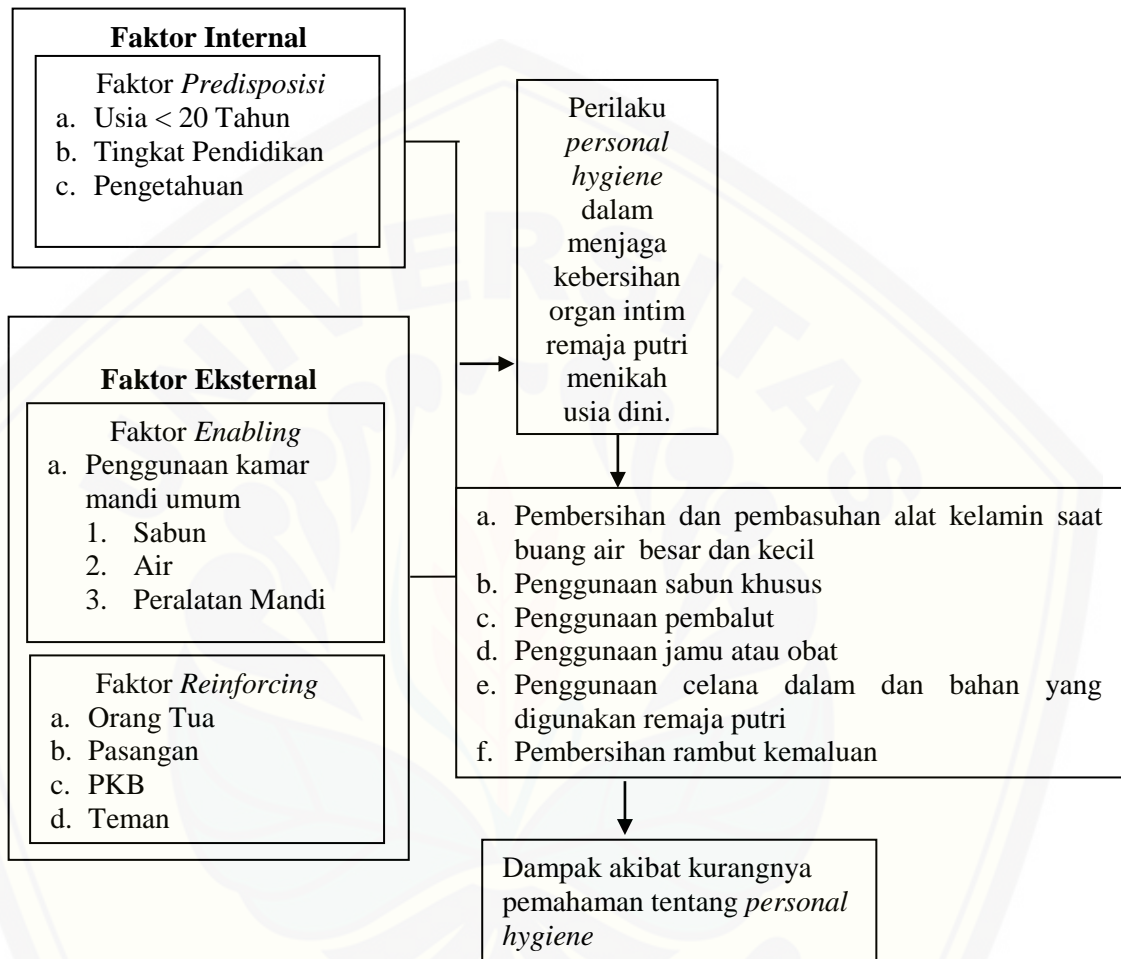 Faktor Internal
Faktor Predisposisi
a. Usia < 20 Tahun
b. Tingkat Pendidikan
c. Pengetahuan
Perilaku
personal
hygiene
dalam
menjaga
kebersihan
organ intim
remaja putri
menikah
usia dini.
Faktor Eksternal
Faktor Enabling
a. Penggunaan kamar
mandi umum
1. Sabun
2. Air
3. Peralatan Mandi
Faktor Reinforcing
a. Orang Tua
b. Pasangan
c. PKB
d. Teman
a. Pembersihan dan pembasuhan alat kelamin saat
buang air besar dan kecil
b. Penggunaan sabun khusus
c. Penggunaan pembalut
d. Penggunaan jamu atau obat
e. Penggunaan celana dalam dan bahan yang
digunakan remaja putri
f. Pembersihan rambut kemaluan
Dampak akibat kurangnya
pemahaman tentang personal
hygiene
UNIVERSITAS